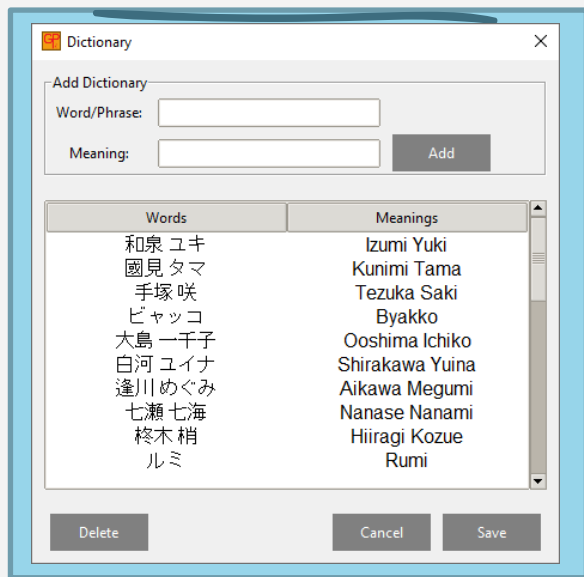 GPT Dictionary
Add Dictionary
Word/Phrase:
Meaning:
Add
Words Meanings
和泉 ユキ Izumi Yuki
國見 タマ Kunimi Tama
手塚 咲 Tezuka Saki
ビャッコ Byakko
大島 一千子 Ooshima Ichiko
白河 ユイナ Shirakawa Yuina
逢川 めぐみ Aikawa Megumi
七瀬 七海 Nanase Nanami
柊木 梢 Hiiragi Kozue
ルミ Rumi
Delete Cancel Save